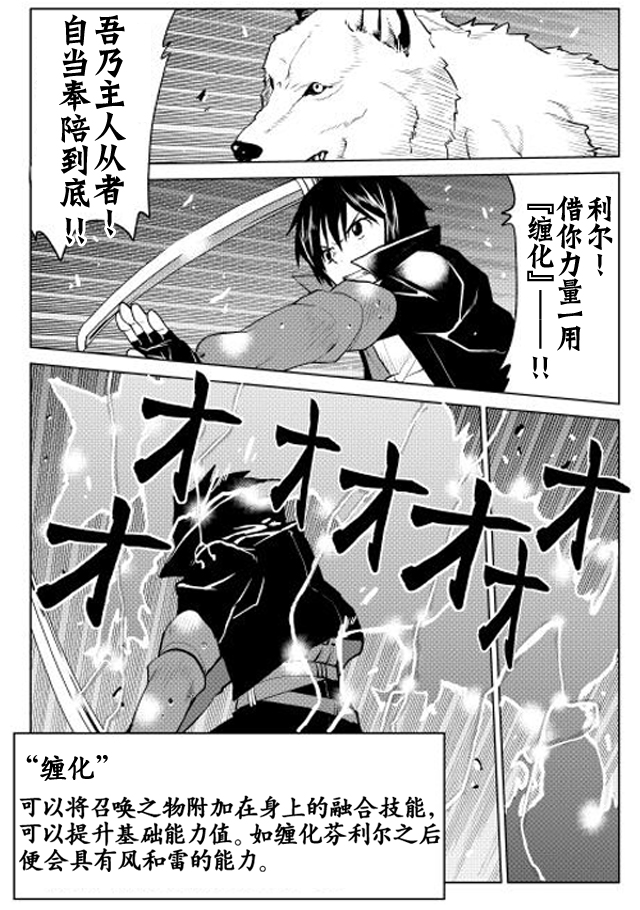 利尔！
借你力量一用
『缠化』——!!
吾乃主人从者！
自当奉陪到底!!
オオオオオオオ
“缠化”
可以将召唤之物附加在身上的融合技能，
可以提升基础能力值。如缠化芬利尔之后
便会具有风和雷的能力。